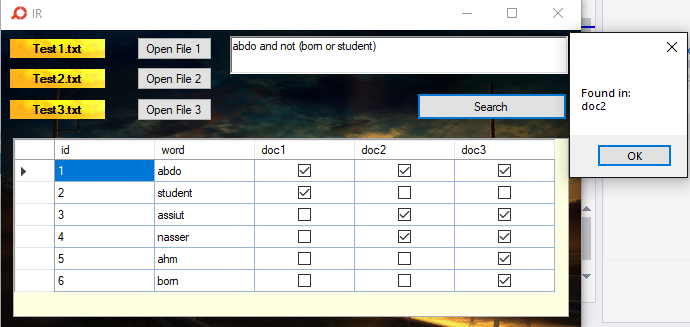 IR
Test1.txt Open File 1 abdo and not (born or student)
Test2.txt Open File 2
Test3.txt Open File 3 Search
Found in:
doc2
OK
id word doc1 doc2 doc3
1 abdo
2 student
3 assiut
4 nasser
5 ahm
6 born